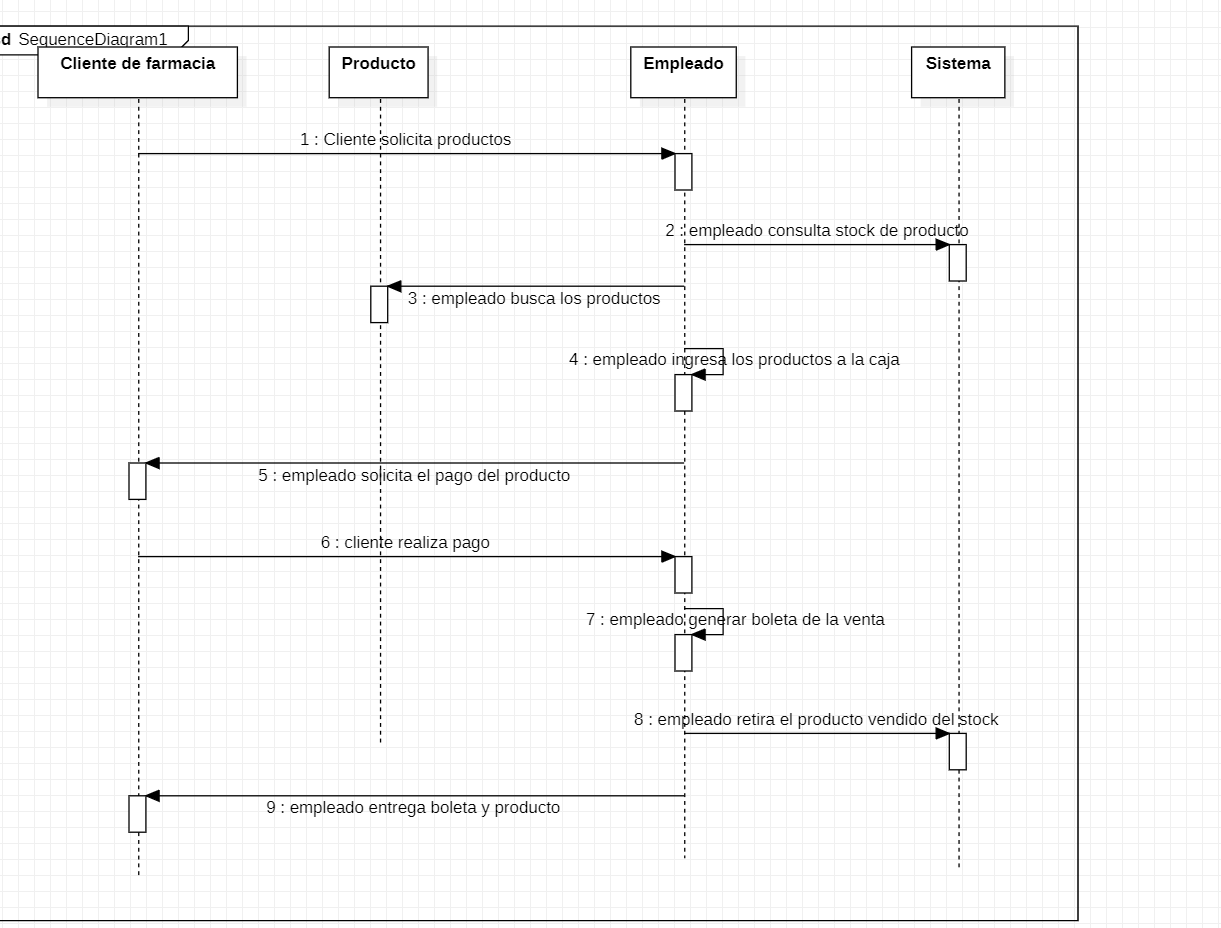 d SequenceDiagram1
Cliente de farmacia
Producto
Empleado
Sistema
1 : Cliente solicita productos
2 : empleado consulta stock de producto
3 : empleado busca los productos
4 : empleado ingresa los productos a la caja
5 : empleado solicita el pago del producto
6 : cliente realiza pago
7 : empleado generar boleta de la venta
8 : empleado retira el producto vendido del stock
9 : empleado entrega boleta y producto